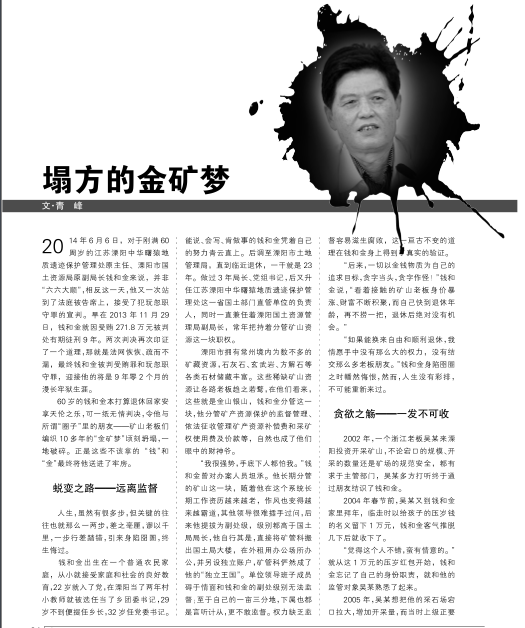 塌方的金矿梦
文·青 峰
2014年6月6日，对于刚满60
周岁的江苏溧阳中华曙猿地
质遗迹保护管理处原主任、溧阳市国
土资源局原副局长钱和金来说，并非
“六六大顺”，相反这一天，他又一次站
到了法庭被告席上，接受了犯玩忽职
守罪的宣判。早在2013年11月29
日，钱和金就因受贿271.8万元被判
处有期徒刑9年。两次判决再次印证
了一个道理，那就是法网恢恢，疏而不
漏，最终钱和金被判受贿罪和玩忽职
守罪，迎接他的将是9年零2个月的
漫长牢狱生涯。
60岁的钱和金本打算退休回家安
享天伦之乐，可一纸无情判决，令他与
所谓“圈子”里的朋友——矿山老板们
编织10多年的“金矿梦”顷刻坍塌，一
地破碎。正是这些不该拿的“钱”和
“金”最终将他送进了牢房。
蜕变之路——远离监督
人生，虽然有很多步，但关键的往
往也就那么一两步，差之毫厘，谬以千
里，一步行差踏错，引来身陷囹圄，终
生悔过。
钱和金出生在一个普通农民家
庭，从小就接受家庭和社会的良好教
育，22岁就入了党，在溧阳当了两年村
小教师就被选任当了乡团委书记，29
岁不到便提任乡长，32岁任党委书记。
能说、会写、肯做事的钱和金凭着自己
的努力青云直上。后调至溧阳市土地
管理局，直到临近退休，一干就是23
年。做过3年局长、党组书记，后又升
任江苏溧阳中华曙猿地质遗迹保护管
理处这一省国土部门直管单位的负责
人，同时一直兼任着溧阳国土资源管
理局副局长，常年把持着分管矿山资
源这一块职权。
溧阳市拥有常州境内为数不多的
矿藏资源，石灰石、玄武岩、方解石等
各类石材储藏丰富。这些稀缺矿山资
源让各路老板趋之若鹜，在他们看来，
这些就是金山银山，钱和金分管这一
块，他分管矿产资源保护的监督管理、
依法征收管理矿产资源补偿费和采矿
权使用费及价款等，自然也成了他们
眼中的财神爷。
“我很强势，手底下人都怕我。”钱
和金曾对办案人员坦承。他长期分管
的矿山这一块，随着他在这个系统长
期工作资历越来越老，作风也变得越
来越霸道，其他领导很难插手过问，后
来他提拔为副处级，级别都高于国土
局局长，他自行其是，直接将矿管科搬
出国土局大楼，在外租用办公场所办
公，并另设独立账户，矿管科俨然成了
他的“独立王国”。单位领导班子成员
碍于情面和钱和金的副处级别无法监
督，至于自己的一亩三分地，下属也都
是言听计从，更不敢监督。权力缺乏监
督容易滋生腐败，这一亘古不变的道
理在钱和金身上得到了真实的验证。
“后来，一切以金钱物质为自己的
追求目标，贪字当头，贪字作怪！”钱和
金说，“看着接触的矿山老板身价暴
涨、财富不断积聚，而自己快到退休年
龄，再不捞一把，退休后绝对没有机
会。”
“如果能换来自由和顺利退休，我
情愿手中没有那么大的权力，没有结
交那么多老板朋友。”钱和金身陷囹圄
之时幡然悔恨，然而，人生没有彩排，
不可能重新来过。
贪欲之觞——一发不可收
2002年，一个浙江老板吴某来溧
阳投资开采矿山，不论宕口的规模、开
采的数量还是矿场的规范安全，都有
求于主管部门，吴某多方打听终于通
过朋友结识了钱和金。
2004年春节前，吴某又到钱和金
家里拜年，临走时以给孩子的压岁钱
的名义留下1万元，钱和金客气推脱
几下后就收下了。
“觉得这个人不错，蛮有情意的。”
就从这1万元的压岁红包开始，钱和
金忘记了自己的身份职责，就和他的
监管对象吴某熟悉了起来。
2005年，吴某想把他的采石场宕
口拉大，增加开采量，而当时上级正要